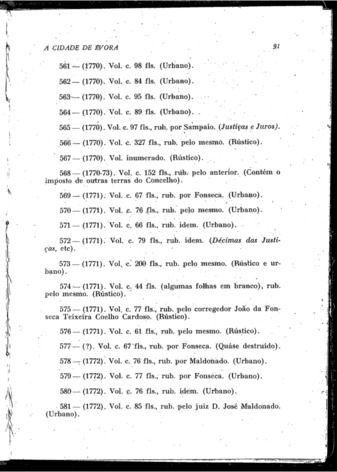 A CIDADE DE ÉVORA 91
561 — (1770). Vol. c. 98 fls. (Urbano).
562 — (1770). Vol. c. 84 fls. (Urbano).
563 — (1770). Vol. c. 95 fls. (Urbano).
564 — (1770). Vol. c. 89 fls. (Urbano).
565 — (1770). Vol. c. 97 fls., rub. por Sampaio. (Justiças e Juros).
566 — (1770). Vol. c. 327 fls., rub. pelo mesmo. (Rústico).
567 — (1770). Vol. inumerado. (Rústico).
568 — (1770-73). Vol. c. 152 fls., rub. pelo anterior. (Contém o
imposto de outras terras do Concelho).
569 — (1771). Vol. c. 67 fls., rub. por Fonseca. (Urbano).
570 — (1771). Vol. c. 76 fls., rub. pelo mesmo. (Urbano).
571 — (1771). Vol. c. 66 fls., rub. idem. (Urbano).
572 — (1771). Vol. c. 79 fls., rub. idem. (Décimas das Justi-
ças, etc).
573 — (1771). Vol. c. 200 fls., rub. pelo mesmo. (Rústico e ur-
bano).
574 — (1771). Vol. c. 44 fls. (algumas folhas em branco), rub.
pelo mesmo. (Rústico).
575 — (1771). Vol. c. 77 fls., rub. pelo corregedor João da Fon-
seca Teixeira Coelho Cardoso. (Rústico).
576 — (1771). Vol. c. 61 fls., rub. pelo mesmo. (Rústico).
577 — (?). Vol. c. 67 fls., rub. por Fonseca. (Quáse destruído).
578 — (1772). Vol. c. 76 fls., rub. por Maldonado. (Urbano).
579 — (1772). Vol. c. 77 fls., rub. por Fonseca. (Urbano).
580 — (1772). Vol. c. 76 fls., rub. idem. (Urbano).
581 — (1772). Vol. c. 85 fls., rub. pelo juiz D. José Maldonado.
(Urbano).